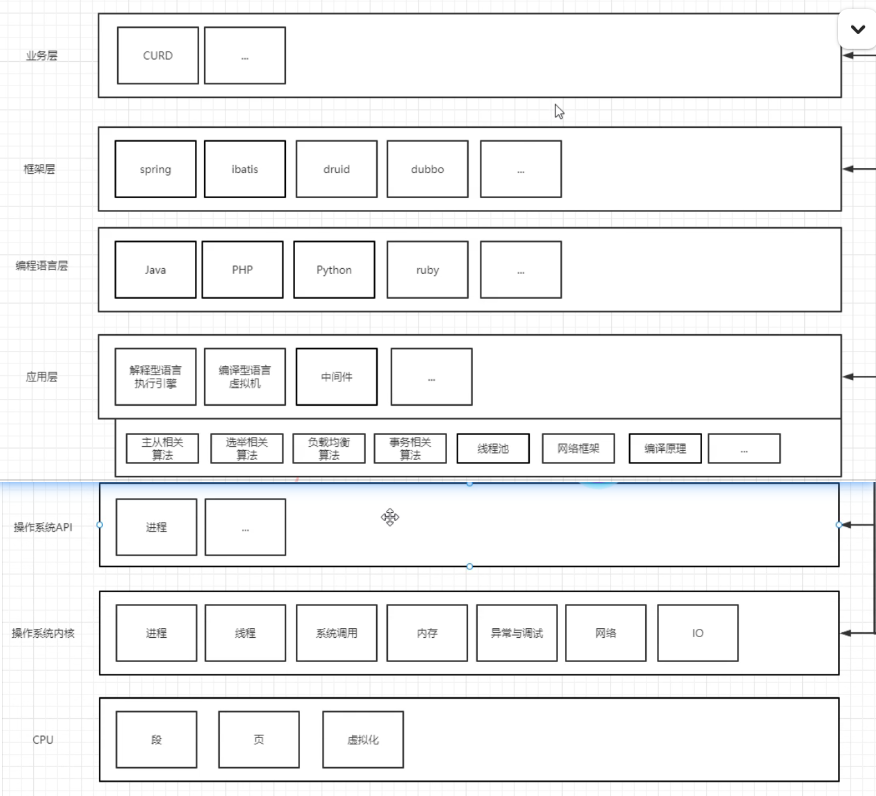 业务层
CURD
...
框架层
spring
ibatis
druid
dubbo
...
编程语言层
Java
PHP
Python
ruby
...
应用层
解释型语言
执行引擎
编译型语言
虚拟机
中间件
...
主从相关
算法
选举相关
算法
负载均衡
算法
事务相关
算法
线程池
网络框架
编译原理
...
操作系统API
进程
...
操作系统内核
进程
线程
系统调用
内存
异常与调试
网络
IO
CPU
段
页
虚拟化